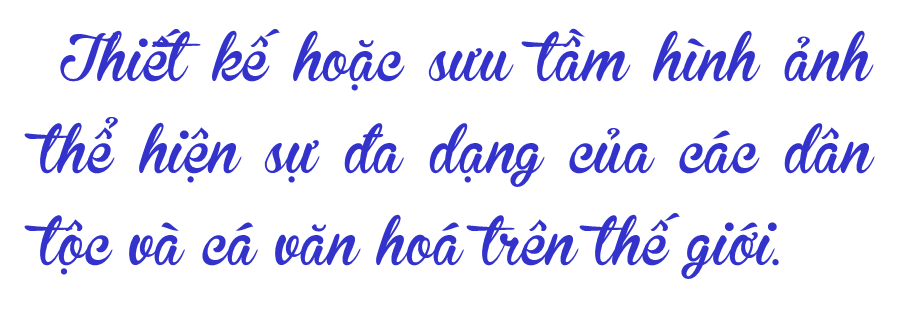 Thiết kế hoặc sưu tầm hình ảnh
thể hiện sự đa dạng của các dân
tộc và cá văn hoá trên thế giới.